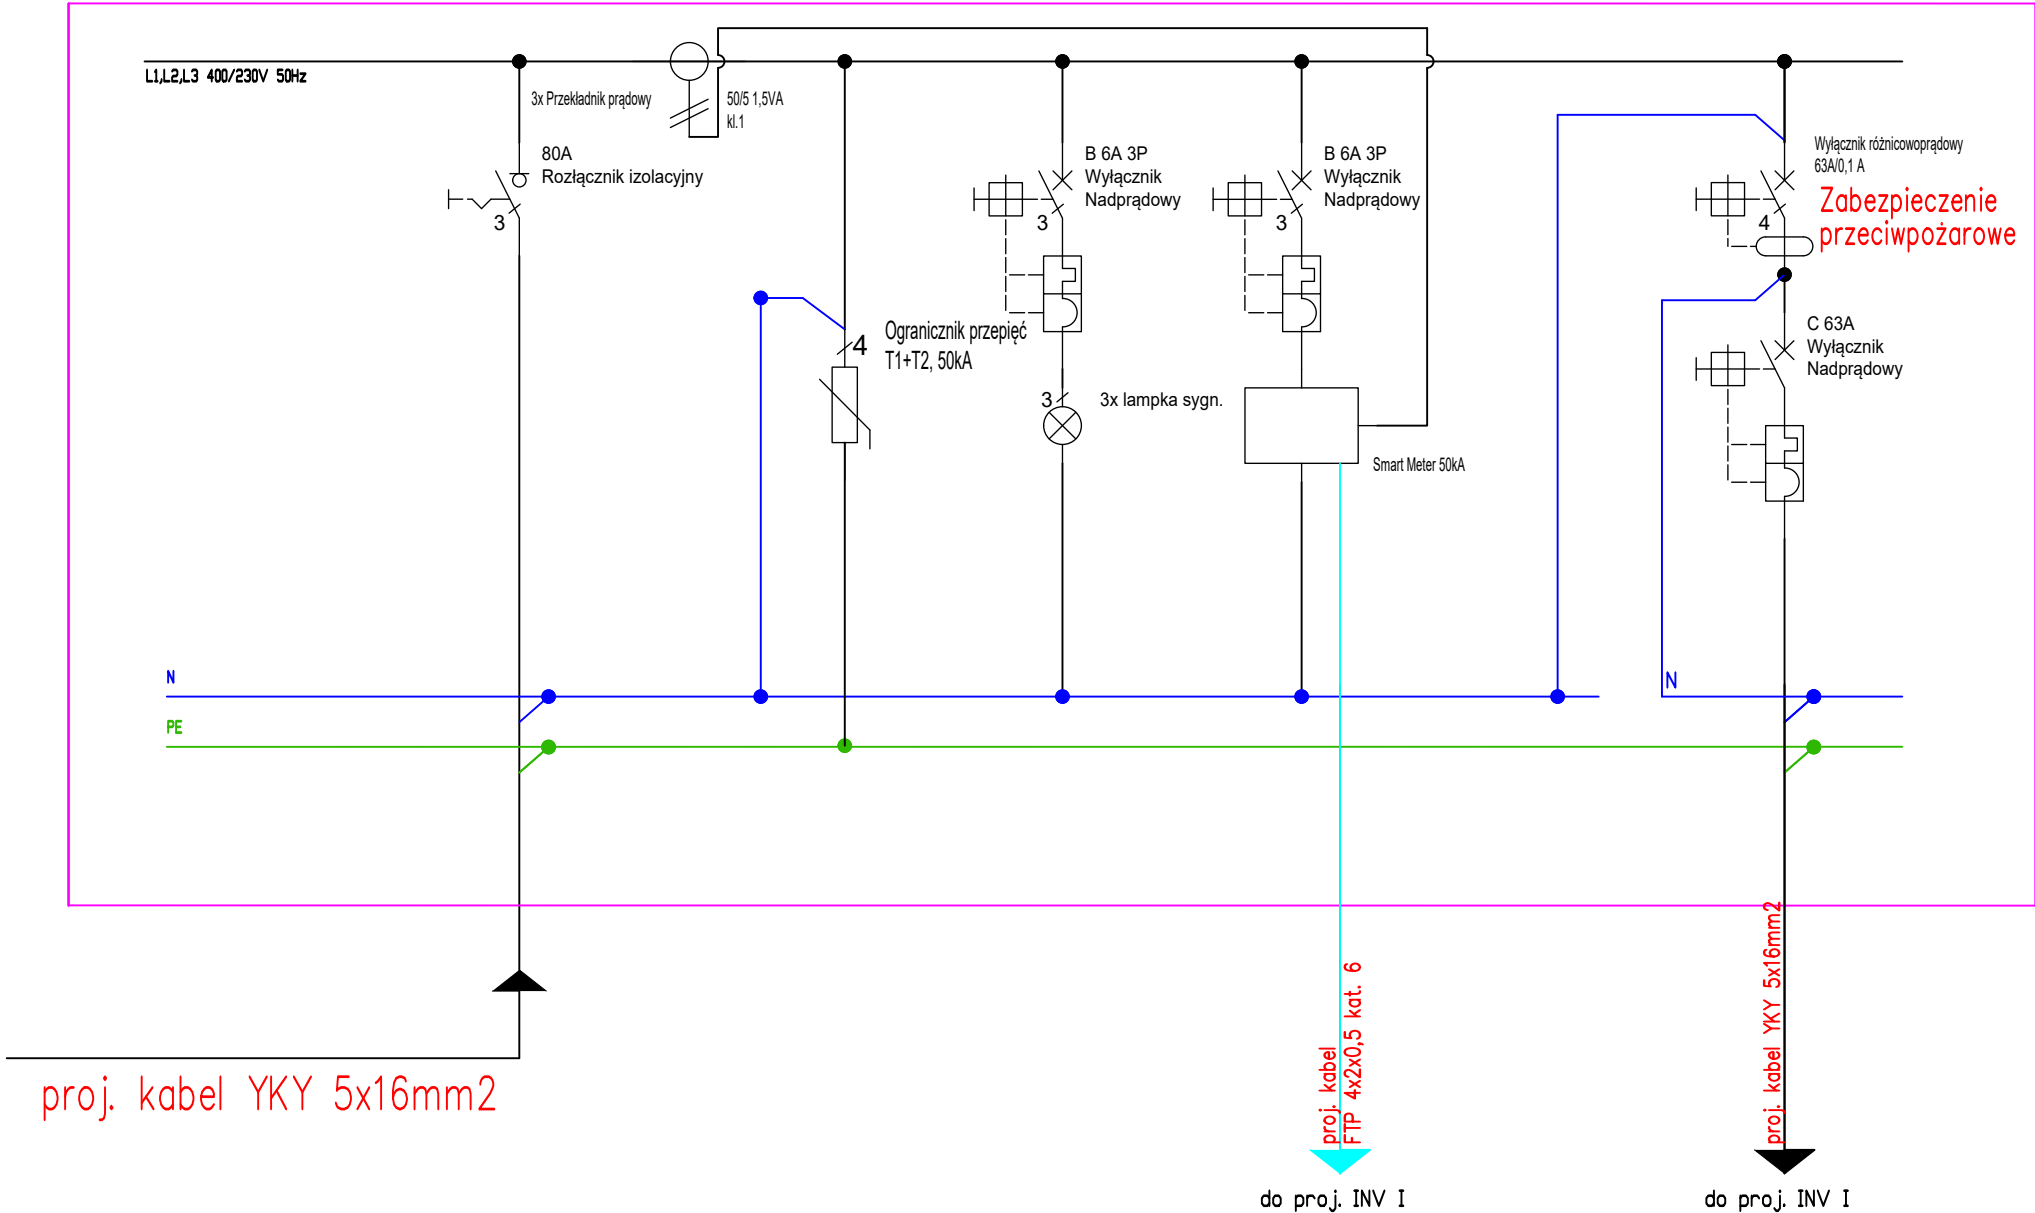 L1,L2,L3 400/230V 50Hz
3x Przekładnik prądowy
50/5 1,5VA
kl.1
80A
Rozłącznik izolacyjny
3
B 6A 3P
Wyłącznik
Nadprądowy
3
B 6A 3P
Wyłącznik
Nadprądowy
3
Wyłącznik różnicowoprądowy
63A/0,1 A
Zabezpieczenie
przeciwpożarowe
4
Ogranicznik przepięć
T1+T2, 50kA
4
C 63A
Wyłącznik
Nadprądowy
3
3x lampka sygn.
Smart Meter 50kA
N
N
PE
proj. kabel YKY 5x16mm2
proj. kabel
FTP 4x2x0,5 kat. 6
proj. kabel YKY 5x16mm2
do proj. INV I
do proj. INV I